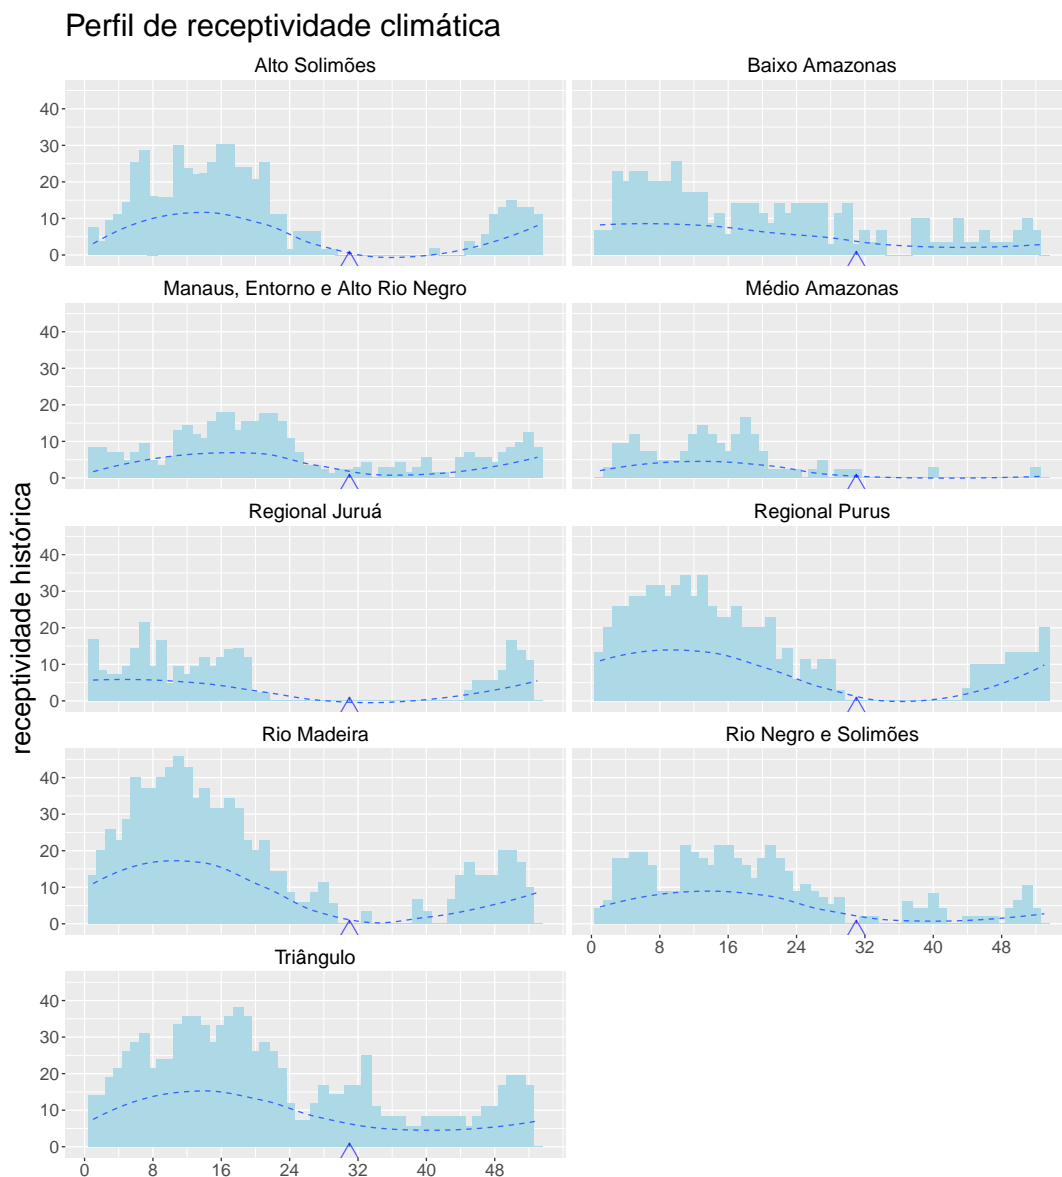 Perfil de receptividade climática
Alto Solimões
Baixo Amazonas
40
30
20
10
0
Manaus, Entorno e Alto Rio Negro
Médio Amazonas
40
30
20
10
0
receptividade histórica
Regional Juruá
Regional Purus
40
30
20
10
0
Rio Madeira
Rio Negro e Solimões
40
30
20
10
0
0 8 16 24 32 40 48
Triângulo
40
30
20
10
0
0 8 16 24 32 40 48